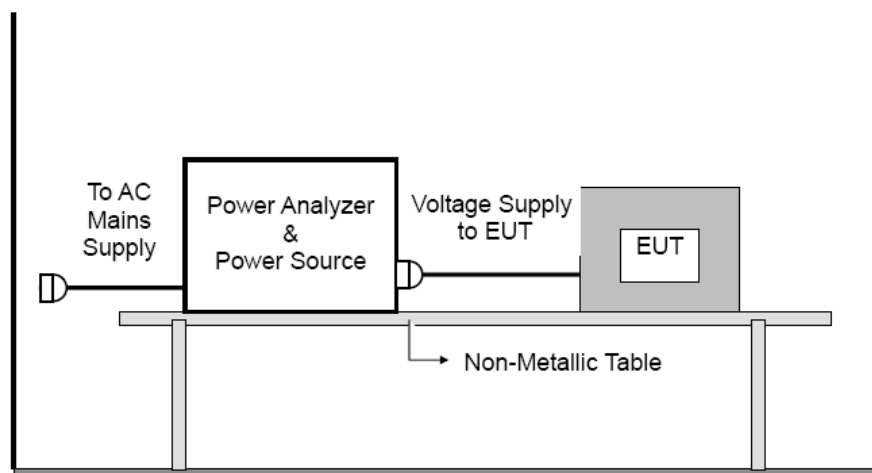 To AC
Mains
Supply
Power Analyzer
&
Power Source
Voltage Supply
to EUT
EUT
Non-Metallic Table